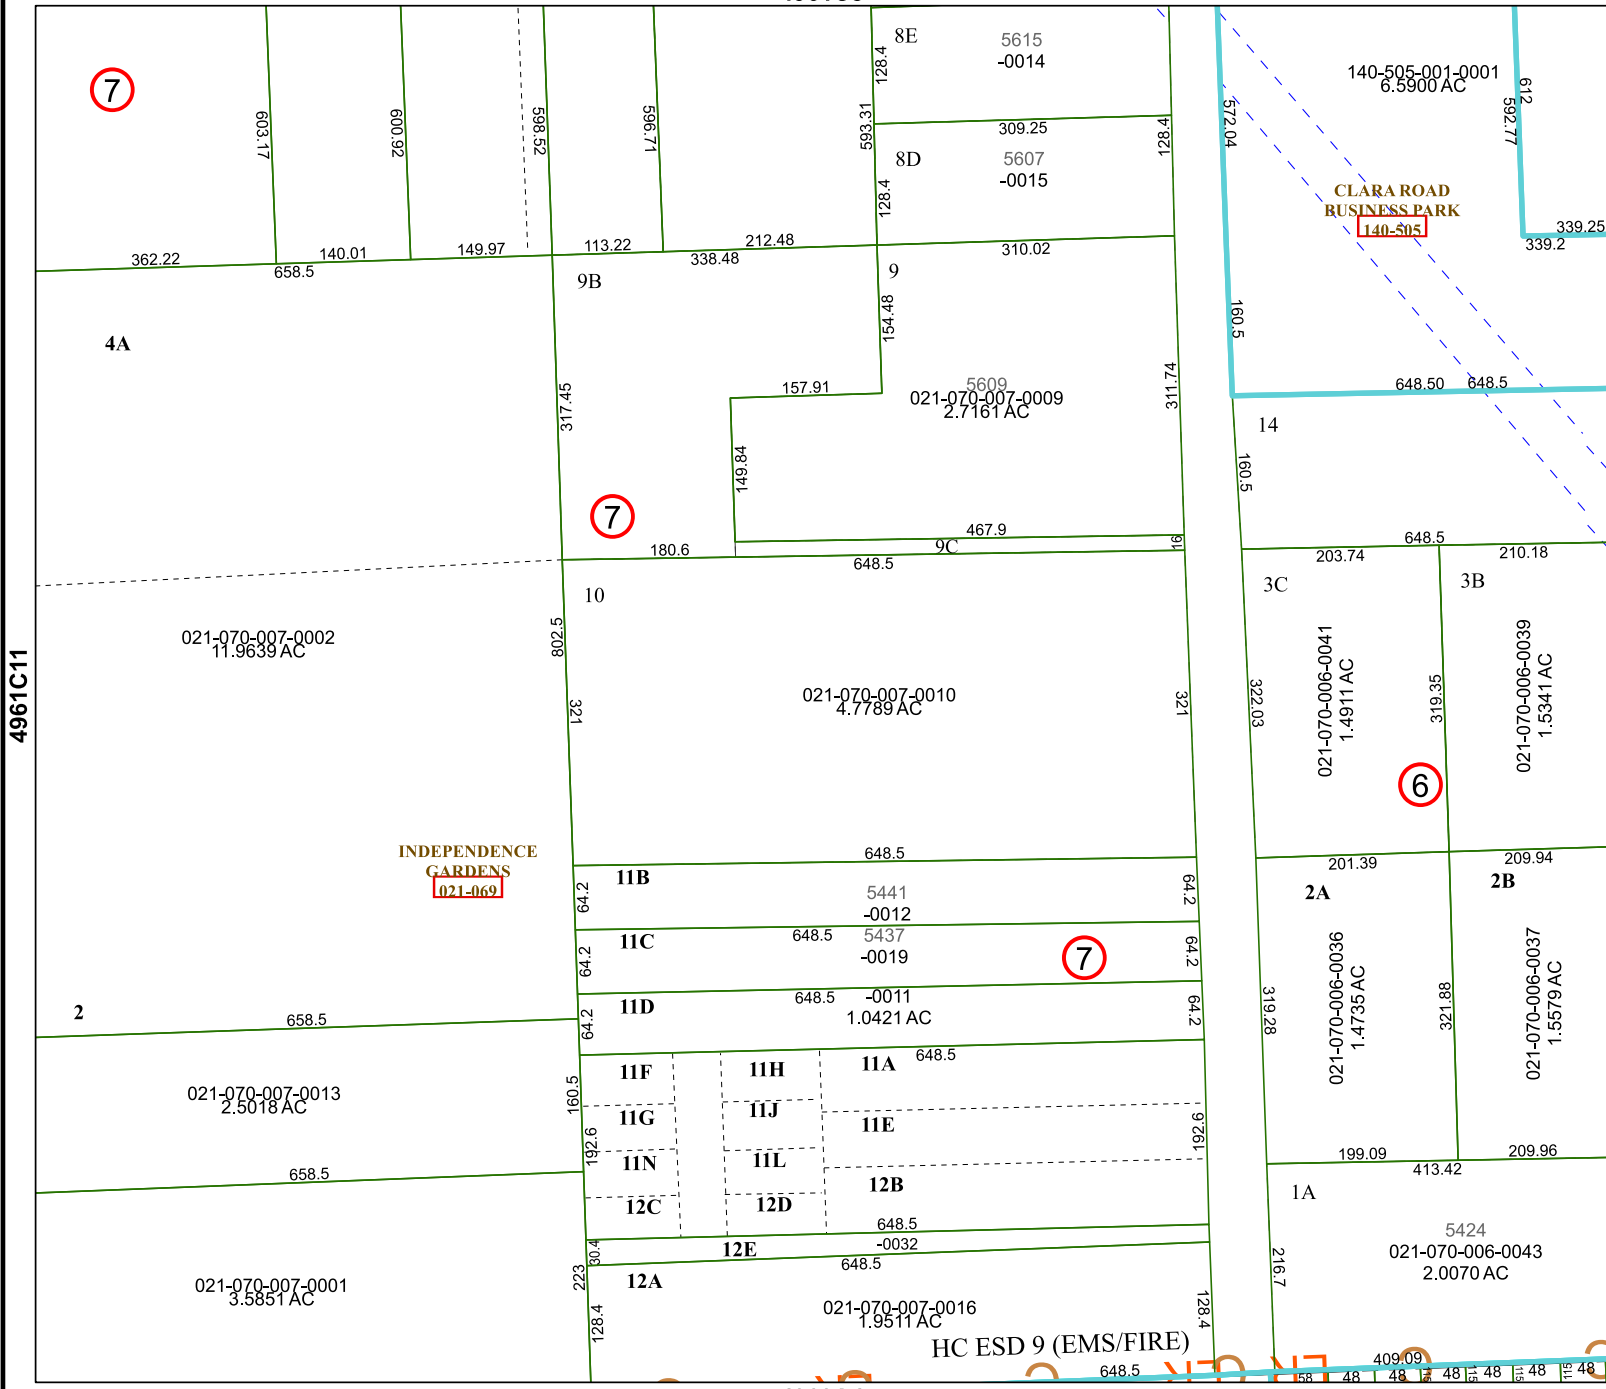 8E
5615
-0014
140-505-001-0001
6.5900 AC
7
603.17
600.92
598.52
596.71
593.31
128.4
309.25
128.4
572.04
592.77
612
8D
5607
-0015
128.4
CLARA ROAD
BUSINESS PARK
140-505
339.25
339.2
362.22
140.01
149.97
113.22
212.48
310.02
658.5
338.48
9B
9
154.48
160.5
4A
317.45
157.91
5609
021-070-007-0009
2.7161 AC
311.74
648.50
648.5
14
149.84
160.5
7
180.6
467.9
9C
16
648.5
648.5
203.74
210.18
10
3C
3B
802.5
021-070-007-0002
11.9639 AC
4961C11
321
021-070-007-0010
4.7789 AC
321
322.03
021-070-006-0041
1.4911 AC
319.35
021-070-006-0039
1.5341 AC
6
INDEPENDENCE
GARDENS
021-069
648.5
201.39
209.94
11B
5441
-0012
64.2
64.2
2A
2B
11C
648.5
5437
-0019
7
64.2
64.2
2
658.5
11D
648.5
-0011
1.0421 AC
64.2
64.2
319.28
021-070-006-0036
1.4735 AC
321.88
021-070-006-0037
1.5579 AC
648.5
11F
11H
11A
160.5
021-070-007-0013
2.5018 AC
11G
11J
11E
192.6
192.6
11N
11L
12B
658.5
199.09
209.96
413.42
12C
12D
1A
648.5
5424
021-070-006-0043
2.0070 AC
12E
-0032
30.4
648.5
223
12A
216.7
021-070-007-0001
3.5851 AC
128.4
021-070-007-0016
1.9511 AC
128.4
HC ESD 9 (EMS/FIRE)
648.5
409.09
58
48
48
48
48
48
48
115
115
115